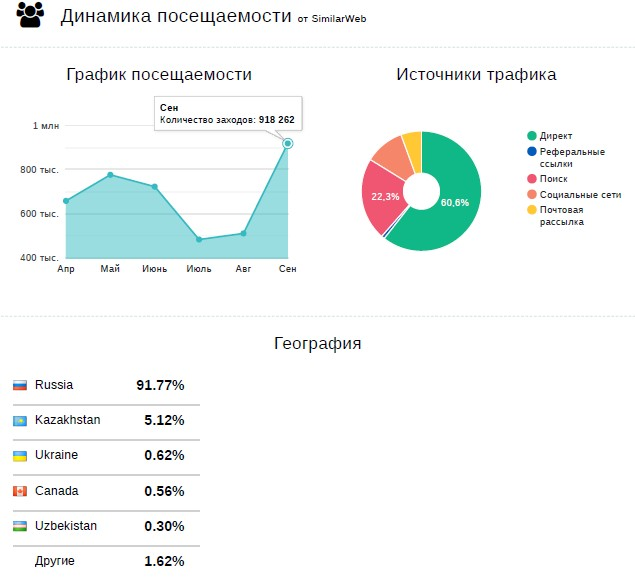 Динамика посещаемости от SimilarWeb
График посещаемости
Сен
Количество заходов: 918 262
1 млн
800 тыс.
600 тыс.
400 тыс.
Апр Май Июнь Июль Авг Сен
Источники трафика
22,3%
60,6%
Директ
Реферальные
ссылки
Поиск
Социальные сети
Почтовая
рассылка
География
Russia 91.77%
Kazakhstan 5.12%
Ukraine 0.62%
Canada 0.56%
Uzbekistan 0.30%
Другие 1.62%